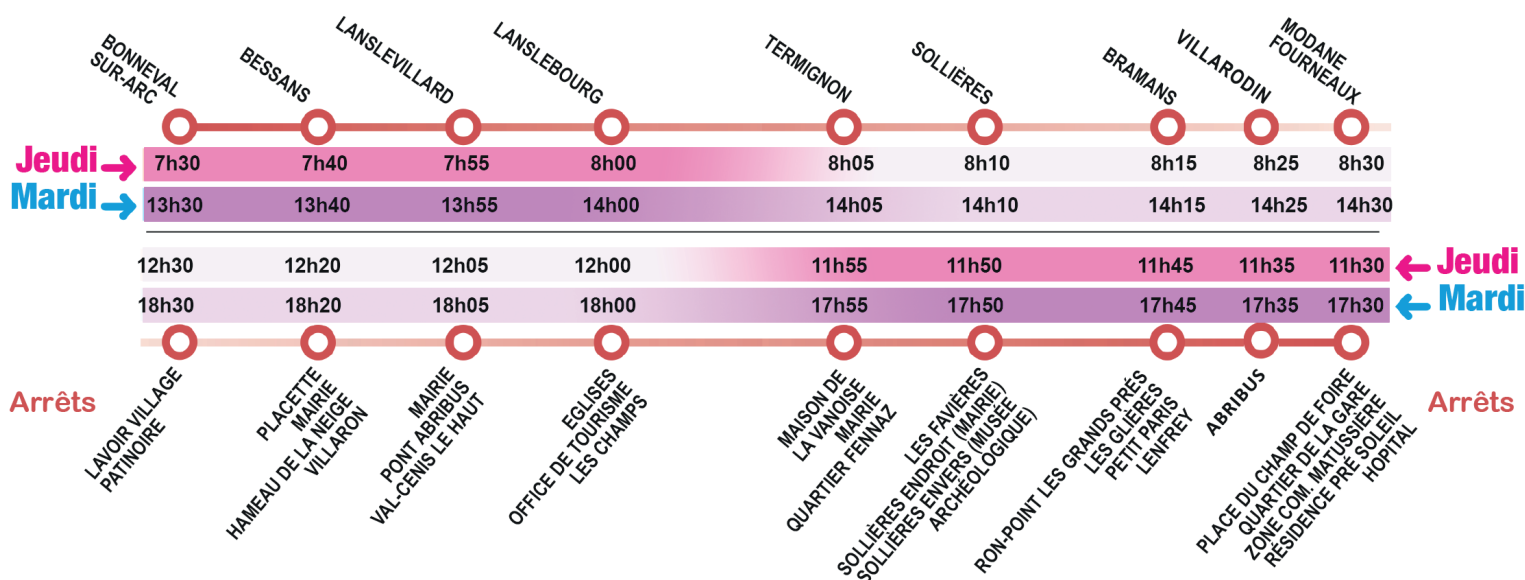 BONNEVAL
SUR-ARC
BESSANS
LANSLEVILLARD
LANSLEBOURG
TERMIGNON
SOLLIÈRES
BRAMANS
VILLARODIN
MODANE
FOURNEAUX
Jeudi 7h30 7h40 7h55 8h00 8h05 8h10 8h15 8h25 8h30
Mardi 13h30 13h40 13h55 14h00 14h05 14h10 14h15 14h25 14h30
12h30 12h20 12h05 12h00 11h55 11h50 11h45 11h35 11h30 Jeudi
18h30 18h20 18h05 18h00 17h55 17h50 17h45 17h35 17h30 Mardi
Arrêts
LAVOIR VILLAGE
PATINOIRE
PLACETTE
MAIRIE
HAMEAU DE LA NEIGE
VILLARON
MAIRIE
PONT ABRIBUS
VAL-CENIS LE HAUT
EGLISES
OFFICE DE TOURISME
LES CHAMPS
MAISON DE
LA VANOISE
MAIRIE
QUARTIER FENNAZ
LES FAVIÈRES
SOLLIÈRES ENDROIT (MAIRIE)
SOLLIÈRES ENVERS (MUSÉE
ARCHÉOLOGIQUE)
RON-POINT LES GRANDS PRÉS
LES GLIÈRES
PETIT PARIS
LENFREY
ABRIBUS
PLACE DU CHAMP DE FOIRE
QUARTIER DE LA GARE
ZONE COM. MATUSSIÈRE
RÉSIDENCE PRÉ SOLEIL
HOPITAL
Arrêts